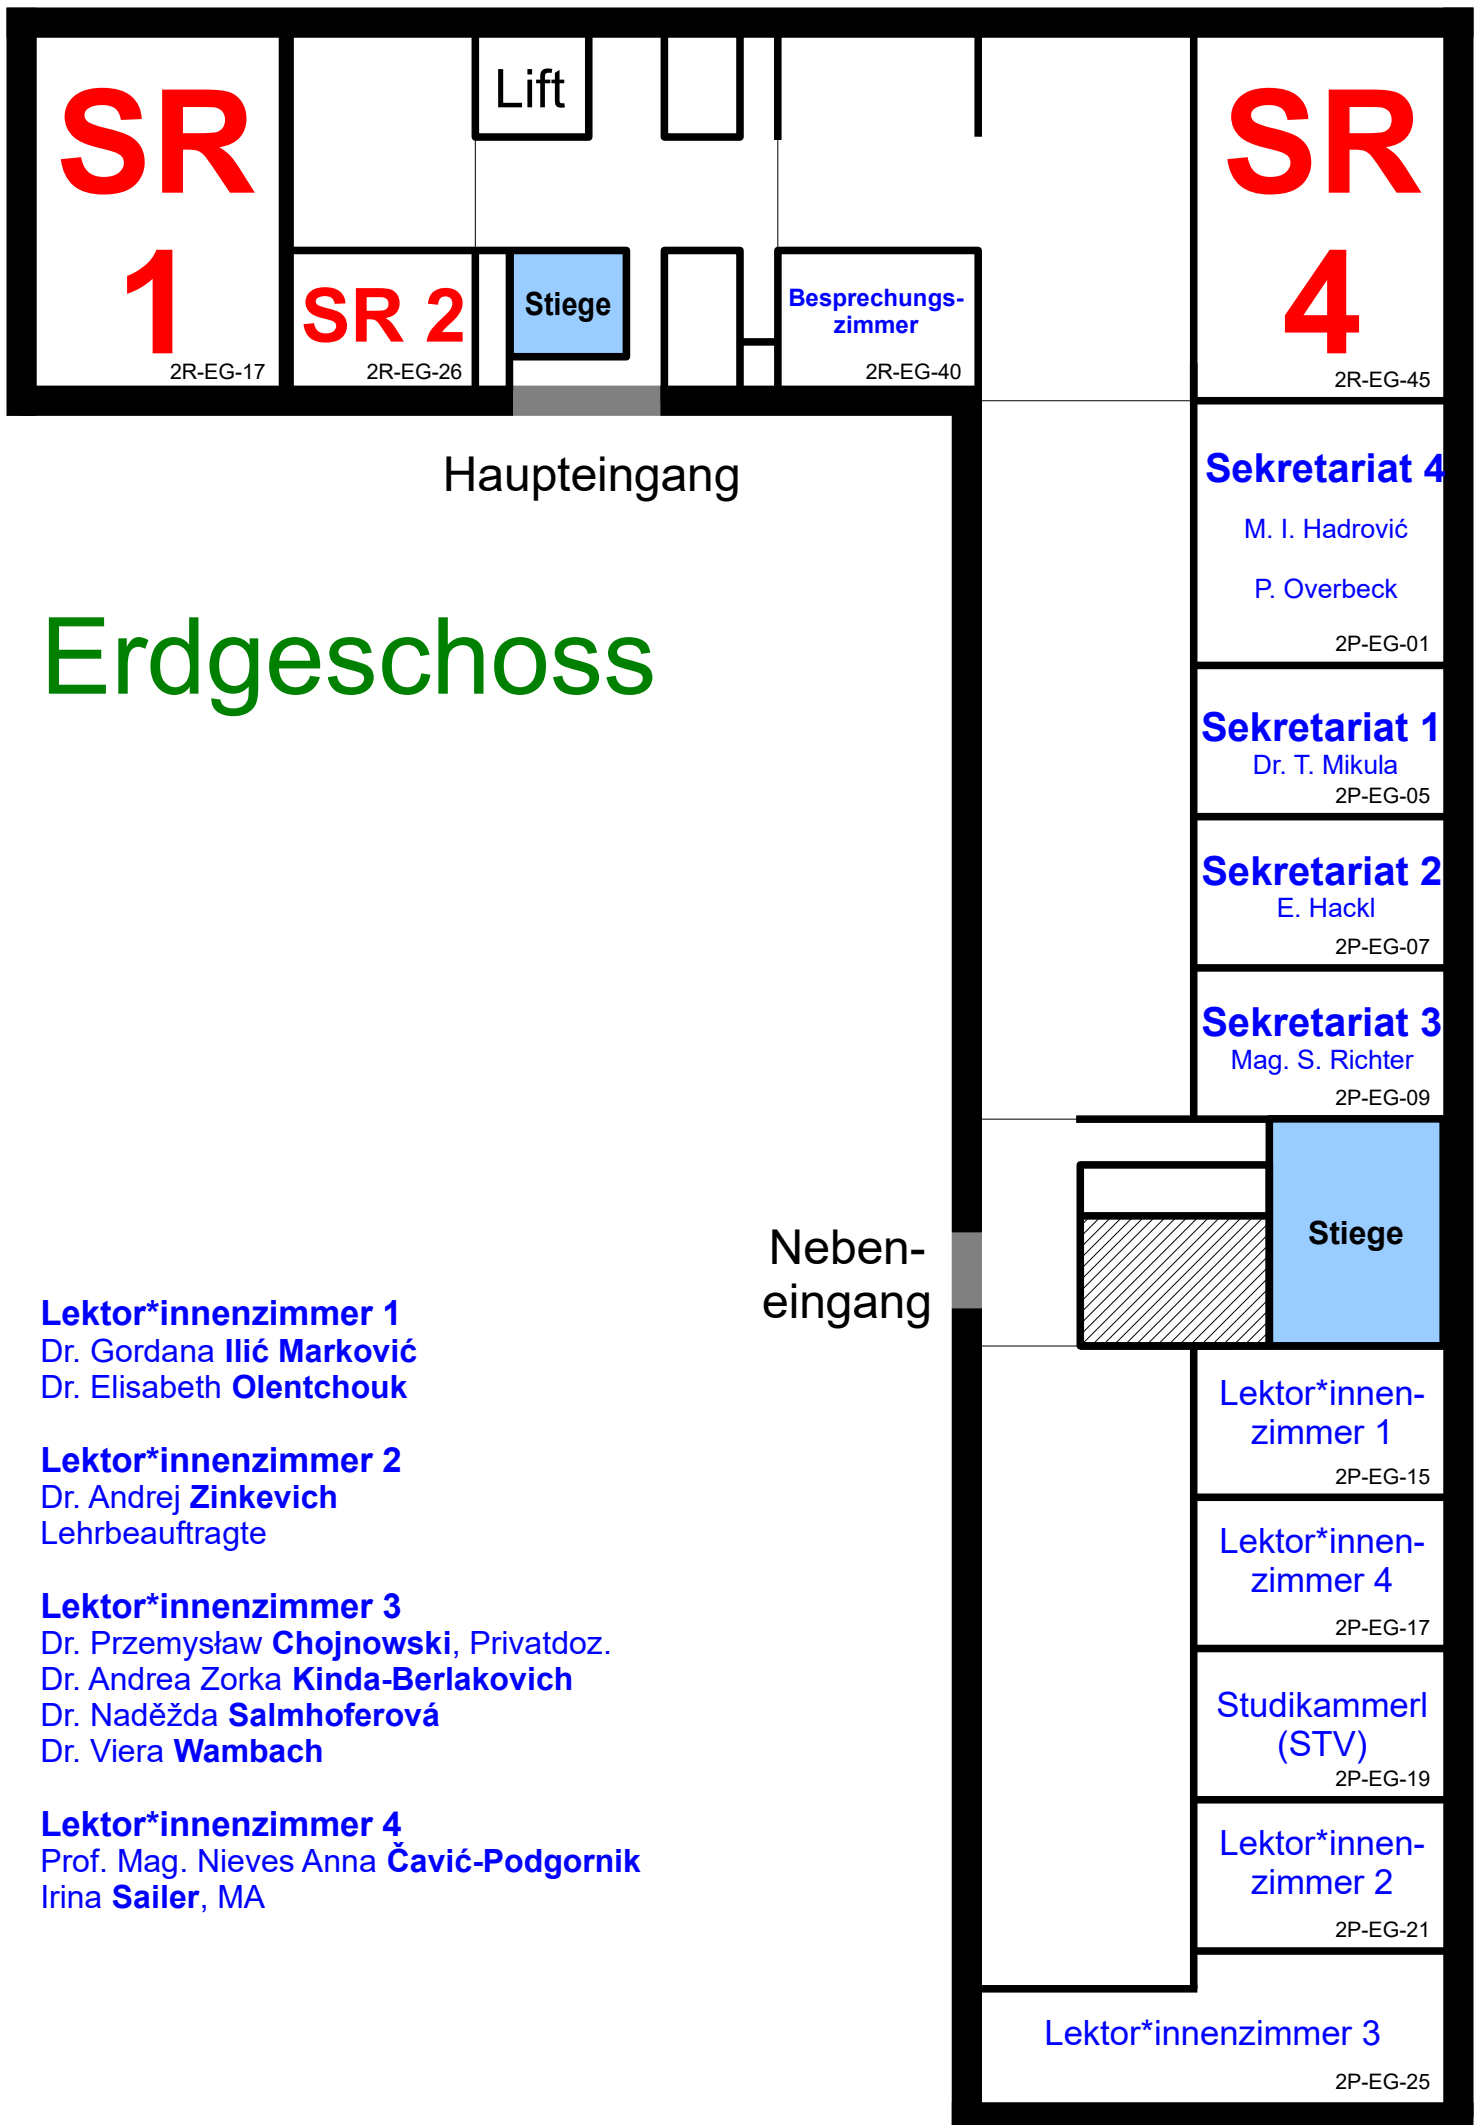 SR
1
2R-EG-17
Lift
SR 2
2R-EG-26
Stiege
Besprechungs-
zimmer
2R-EG-40
SR
4
2R-EG-45
Haupteingang
Erdgeschoss
Sekretariat 4
M. I. Hadrović
P. Overbeck
2P-EG-01
Sekretariat 1
Dr. T. Mikula
2P-EG-05
Sekretariat 2
E. Hackl
2P-EG-07
Sekretariat 3
Mag. S. Richter
2P-EG-09
Stiege
Neben-
eingang
Lektor*innen-
zimmer 1
2P-EG-15
Lektor*innen-
zimmer 4
2P-EG-17
Studikammerl
(STV)
2P-EG-19
Lektor*innen-
zimmer 2
2P-EG-21
Lektor*innenzimmer 3
2P-EG-25
Lektor*innenzimmer 1
Dr. Gordana Ilić Marković
Dr. Elisabeth Olentchouk
Lektor*innenzimmer 2
Dr. Andrej Zinkevich
Lehrbeauftragte
Lektor*innenzimmer 3
Dr. Przemysław Chojnowski, Privatdoz.
Dr. Andrea Zorka Kinda-Berlakovich
Dr. Naděžda Salmhoferová
Dr. Viera Wambach
Lektor*innenzimmer 4
Prof. Mag. Nieves Anna Čavić-Podgornik
Irina Sailer, MA